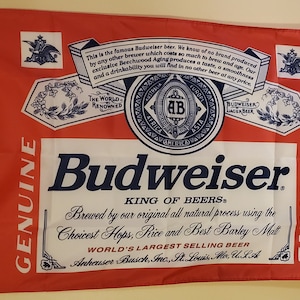 This is the famous Budweiser beer. We know of no brand produced
by any other brewer which costs so much to brew and age. Our
exclusive Beechwood Aging produces a taste, a smoothness
and a drinkability you will find in no other beer at any price.
THE WORLD
RENOWNED
AB
AMERICA
BUDWEISER
LAGER BEER
GENUINE
Budweiser
KING OF BEERS®
Brewed by our original all natural process using the
Choicest Hops, Rice and Best Barley Malt
WORLD'S LARGEST SELLING BEER
Anheuser-Busch, Inc., St. Louis, Mo., U.S.A.